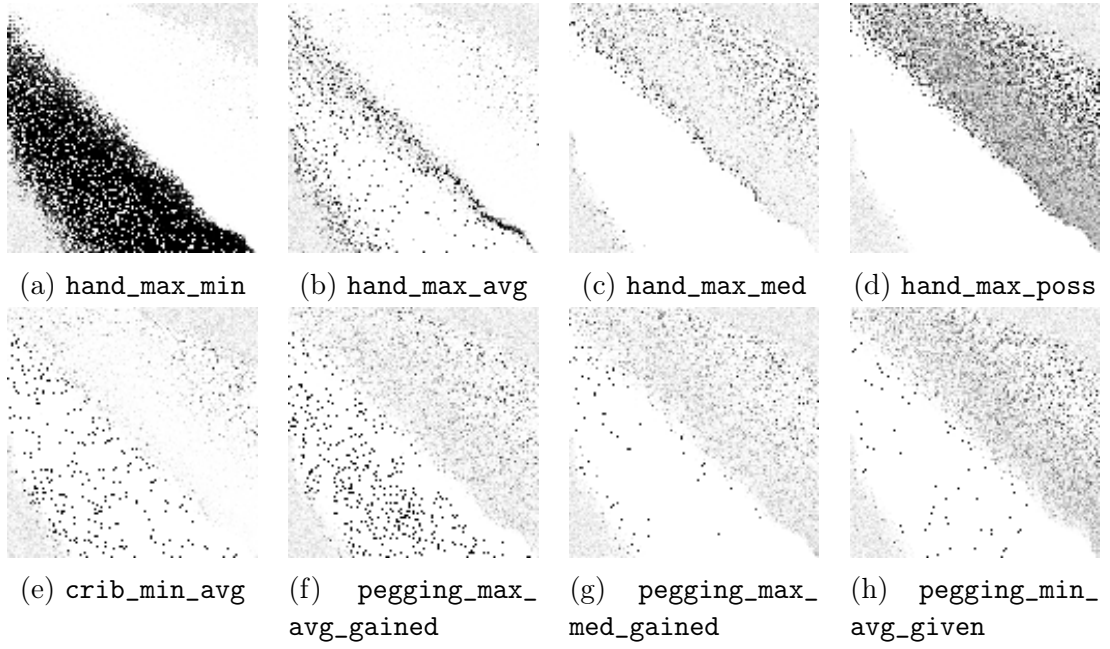 (a) hand_max_min (b) hand_max_avg (c) hand_max_med (d) hand_max_poss
(e) crib_min_avg (f) pegging_max_ (g) pegging_max_ (h) pegging_min_
avg_gained med_gained avg_given